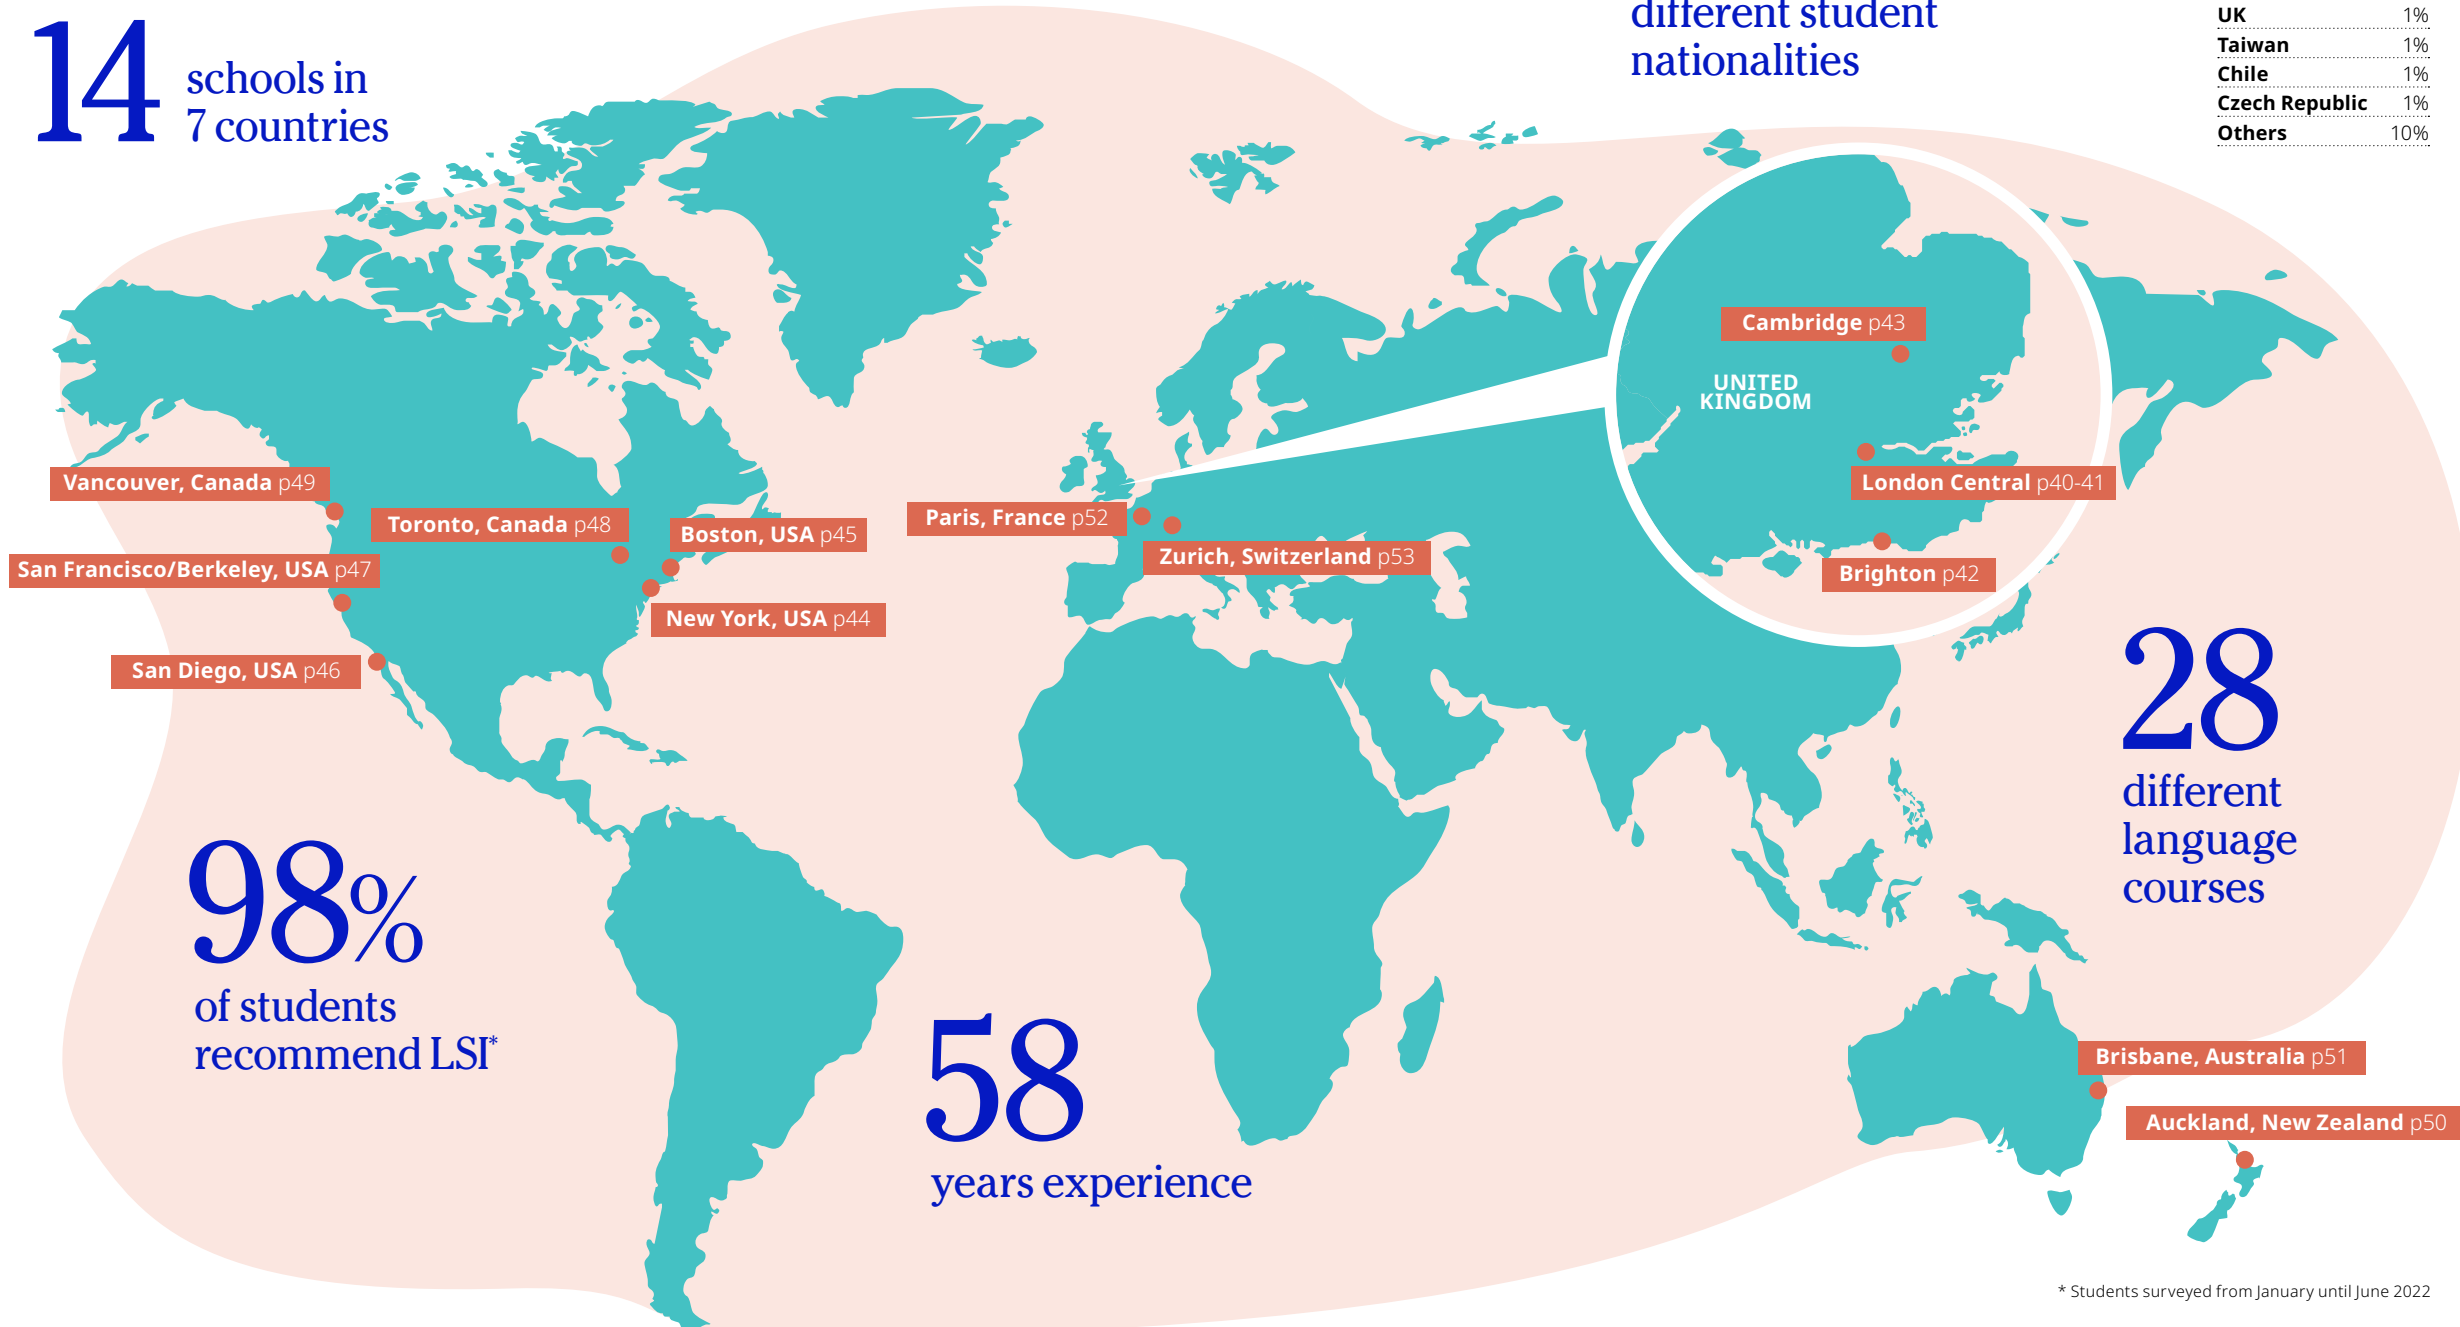 14
schools in
7 countries
different student
nationalities
UK 1%
Taiwan 1%
Chile 1%
Czech Republic 1%
Others 10%
Cambridge p43
UNITED
KINGDOM
London Central p40-41
Brighton p42
Vancouver, Canada p49
Toronto, Canada p48
Boston, USA p45
San Francisco/Berkeley, USA p47
New York, USA p44
San Diego, USA p46
Paris, France p52
Zurich, Switzerland p53
28
different
language
courses
98%
of students
recommend LSI*
58
years experience
Brisbane, Australia p51
Auckland, New Zealand p50
* Students surveyed from January until June 2022